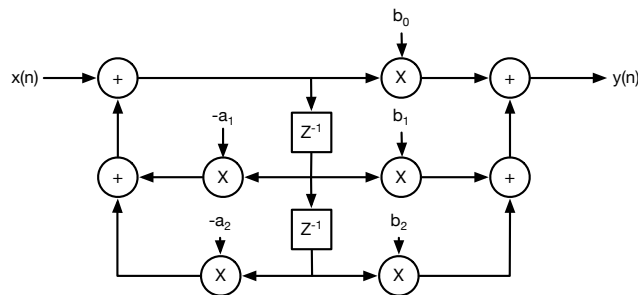 b₀
x(n) + X + y(n)
-a₁ Z⁻¹ b₁
+ X X +
-a₂ Z⁻¹ b₂
X X